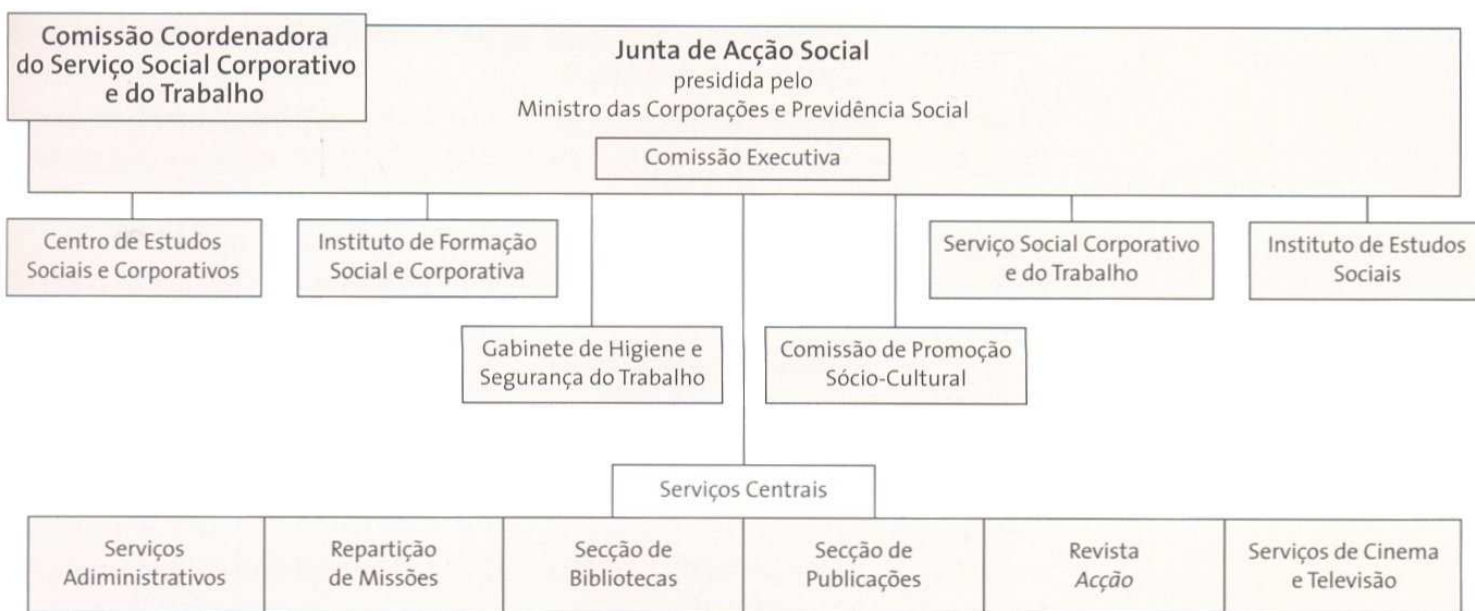 Comissão Coordenadora
do Serviço Social Corporativo
e do Trabalho
Junta de Acção Social
presidida pelo
Ministro das Corporações e Previdência Social
Comissão Executiva
Centro de Estudos
Sociais e Corporativos
Instituto de Formação
Social e Corporativa
Serviço Social Corporativo
e do Trabalho
Instituto de Estudos
Sociais
Gabinete de Higiene e
Segurança do Trabalho
Comissão de Promoção
Sócio-Cultural
Serviços Centrais
Serviços
Adiministrativos
Repartição
de Missões
Secção de
Bibliotecas
Secção de
Publicações
Revista
Acção
Serviços de Cinema
e Televisão